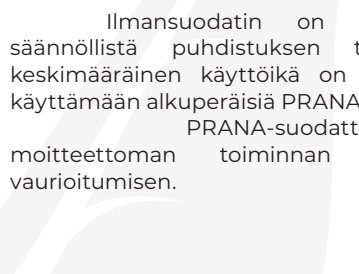 Ilmansuodatin on
säännöllistä puhdistuksen
keskimääräinen käyttöikä on
käyttämään alkuperäisiä PRANA
PRANA-suodatt
moitteettoman toiminnan
vaurioitumisen.